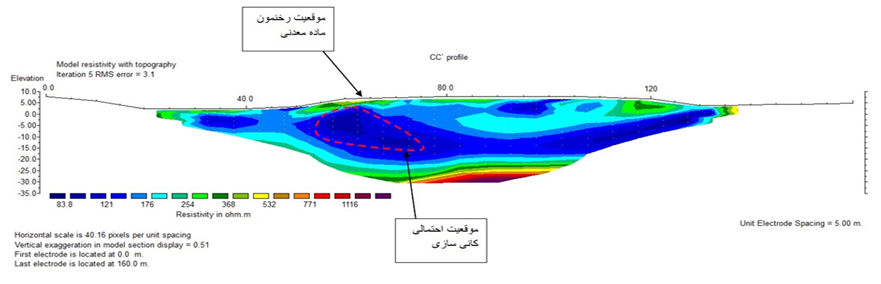 موقعیت رخنمون
ماده معدنی
Model resistivity with topography
Iteration 5 RMS error = 3.1
CC` profile
Elevation
0.0
40.0
80.0
120
10.0
5.0
0.0
-5.0
-10.0
-15.0
-20.0
-25.0
-30.0
-35.0
83.8 121 176 254 368 532 771 1116
Resistivity in ohm.m
موقعیت احتمالی
کانی سازی
Unit Electrode Spacing = 5.00 m.
Horizontal scale is 40.16 pixels per unit spacing
Vertical exaggeration in model section display = 0.51
First electrode is located at 0.0 m.
Last electrode is located at 160.0 m.